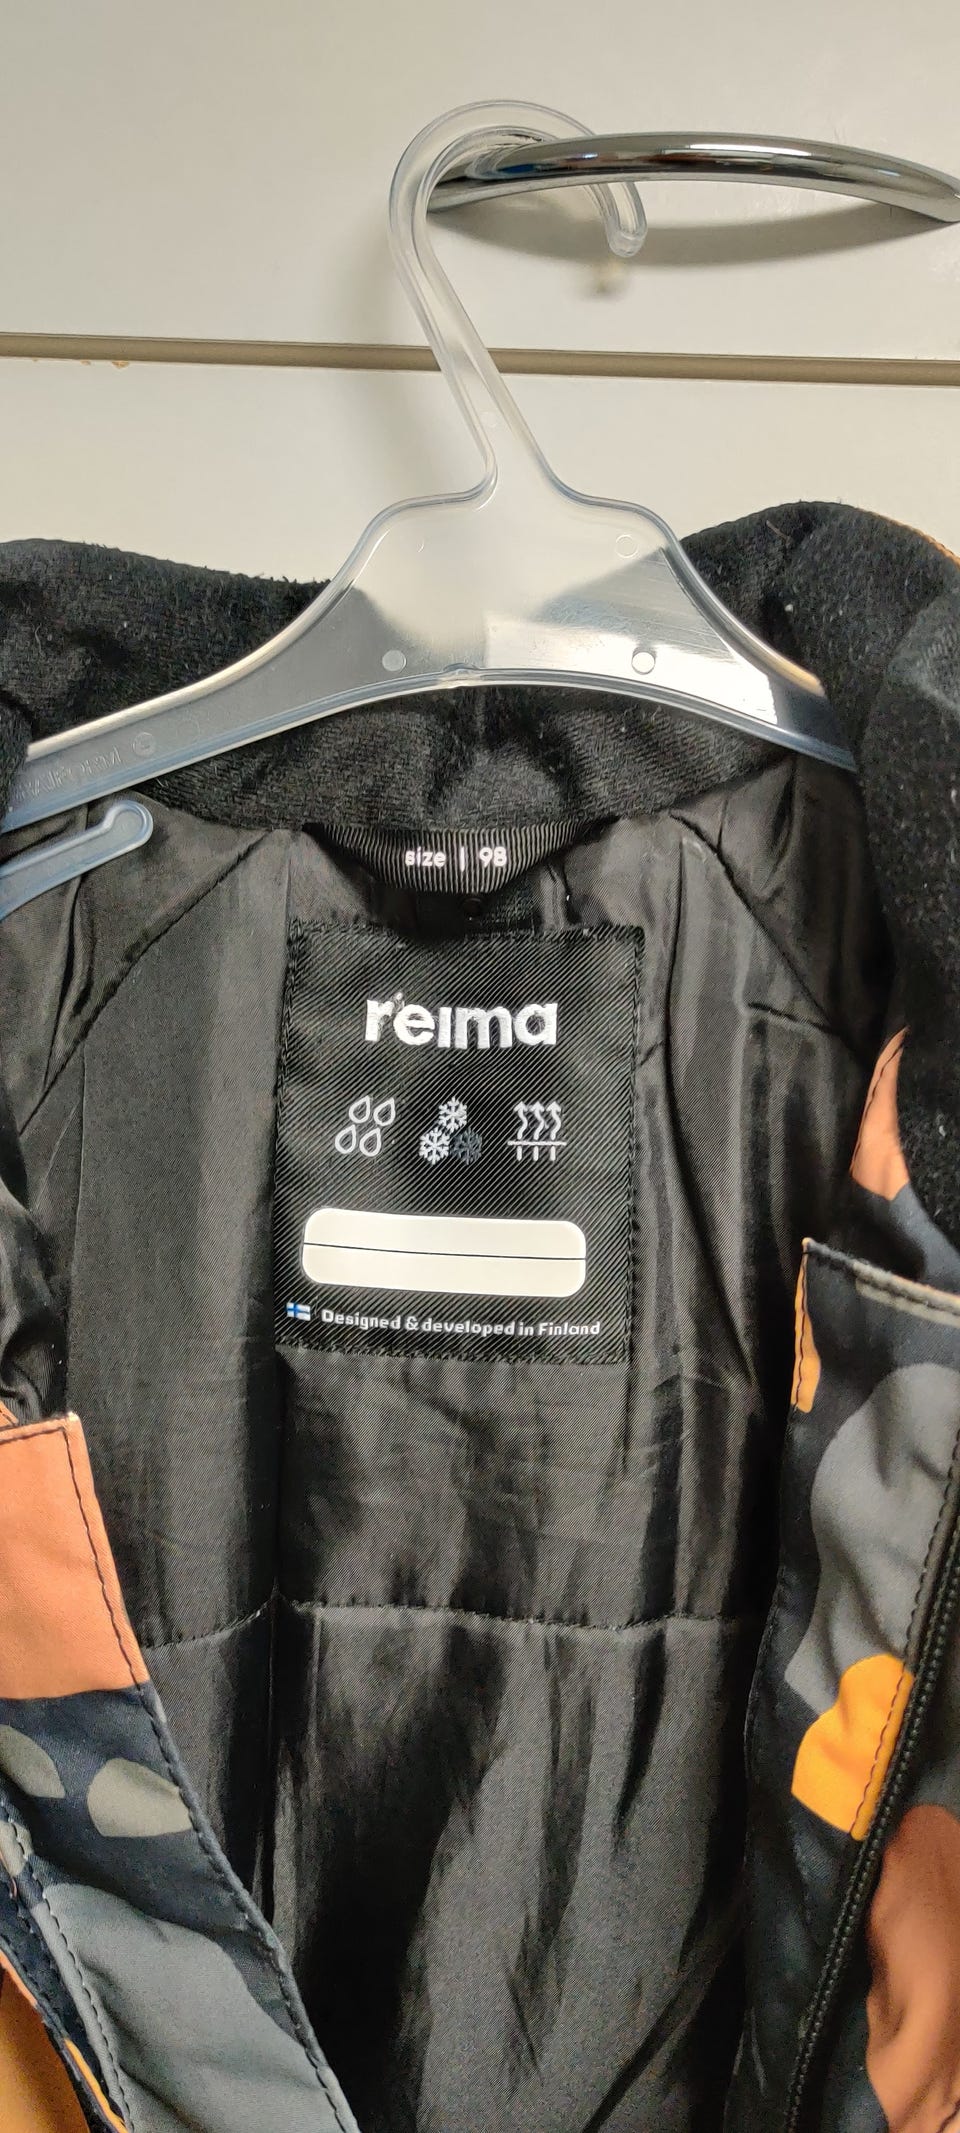 size | 98
reima
Designed & developed in Finland